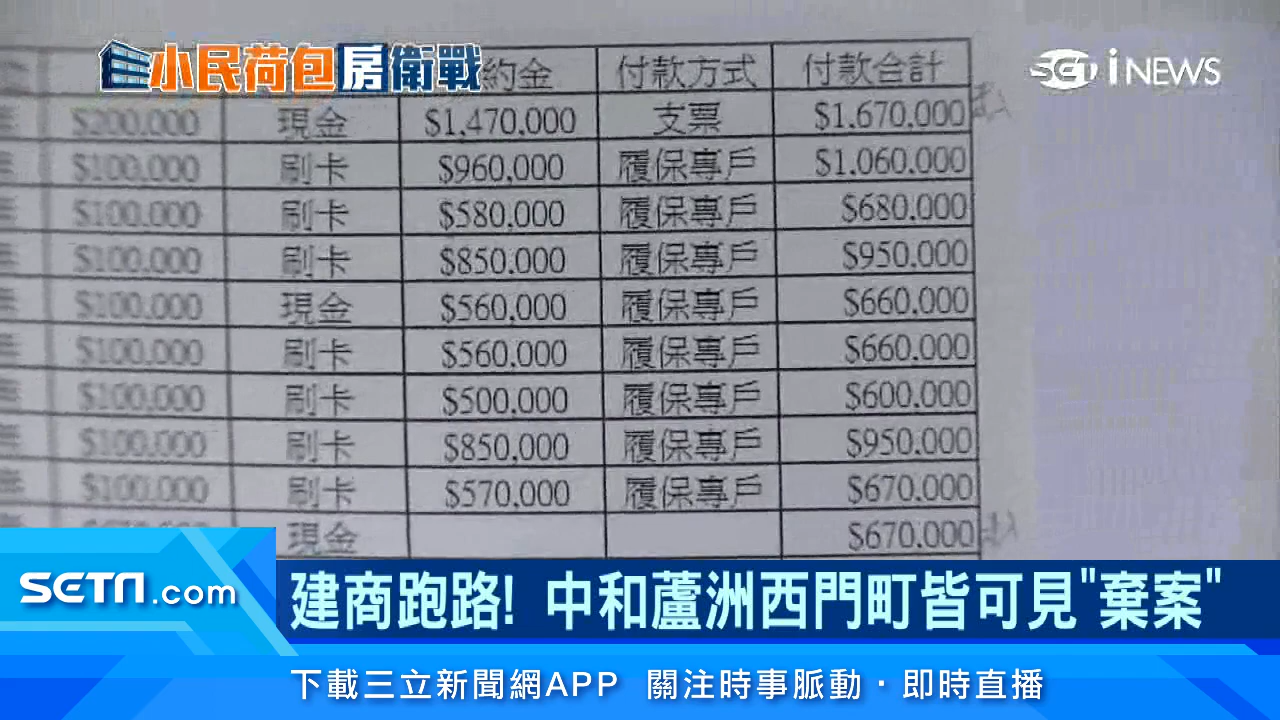 小民荷包房衛戰
SETI iNEWS
約金 付款方式 付款合計
$200,000 現金 $1,470,000 支票 $1,670,000
$100,000 刷卡 $960,000 履保專戶 $1,060,000
$100,000 刷卡 $580,000 履保專戶 $680,000
$100,000 刷卡 $850,000 履保專戶 $950,000
$100,000 現金 $560,000 履保專戶 $660,000
$100,000 刷卡 $560,000 履保專戶 $660,000
$100,000 刷卡 $500,000 履保專戶 $600,000
$100,000 刷卡 $850,000 履保專戶 $950,000
$100,000 刷卡 $570,000 履保專戶 $670,000
現金 $670,000
SETN.com
建商跑路! 中和蘆洲西門町皆可見"棄案"
下載三立新聞網APP 關注時事脈動·即時直播